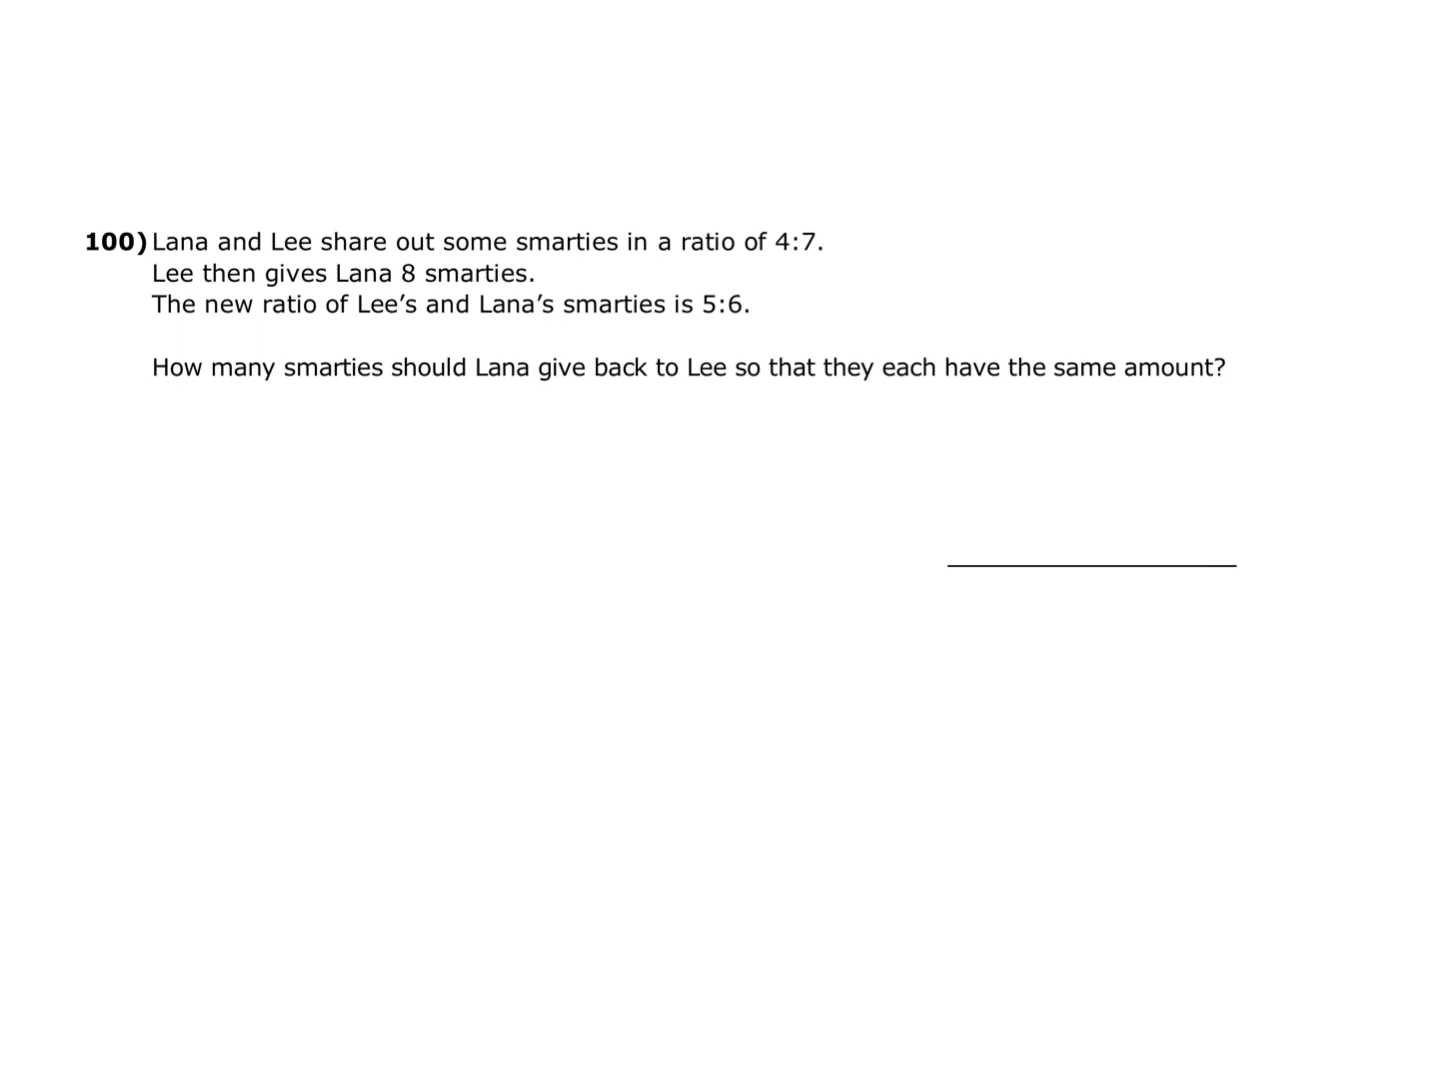 100) Lana and Lee share out some smarties in a ratio of 4:7.
Lee then gives Lana 8 smarties.
The new ratio of Lee’s and Lana’s smarties is 5:6.
How many smarties should Lana give back to Lee so that they each have the same amount?